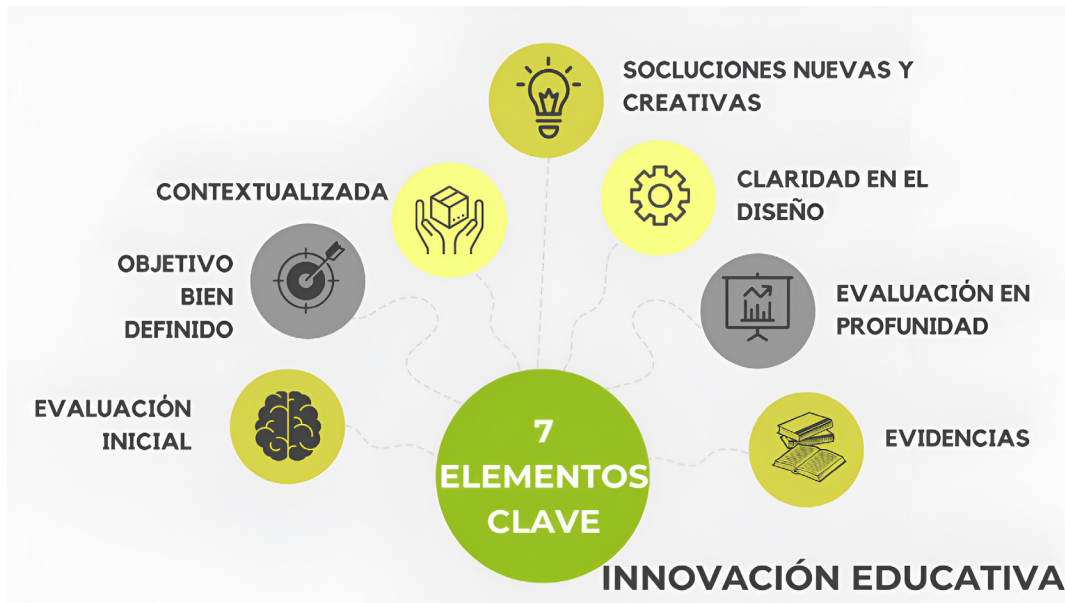 SOCLUCIONES NUEVAS Y
CREATIVAS
CONTEXTUALIZADA
CLARIDAD EN EL
DISEÑO
OBJETIVO
BIEN
DEFINIDO
EVALUACIÓN EN
PROFUNIDAD
EVALUACIÓN
INICIAL
EVIDENCIAS
7
ELEMENTOS
CLAVE
INNOVACIÓN EDUCATIVA